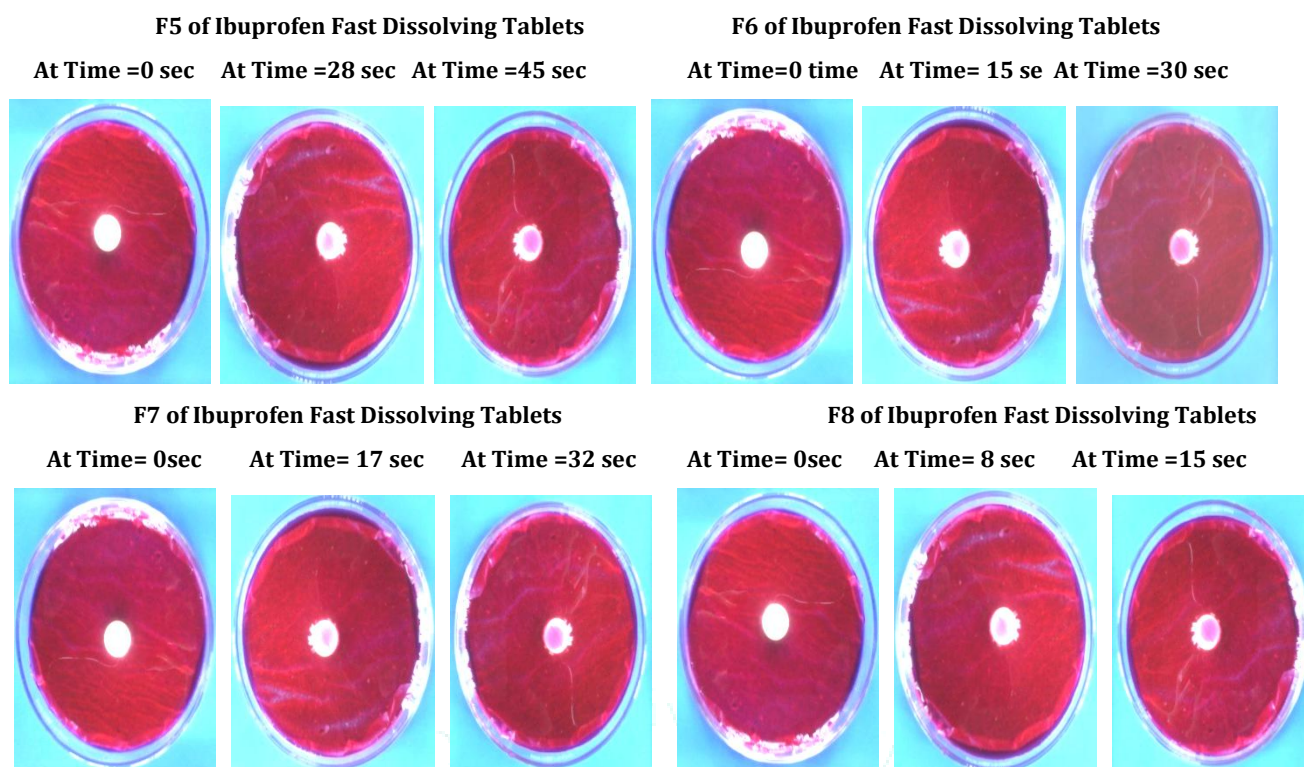 F5 of Ibuprofen Fast Dissolving Tablets
F6 of Ibuprofen Fast Dissolving Tablets
At Time =0 sec At Time =28 sec At Time =45 sec
At Time=0 time At Time= 15 se At Time =30 sec
F7 of Ibuprofen Fast Dissolving Tablets
F8 of Ibuprofen Fast Dissolving Tablets
At Time= 0sec At Time= 17 sec At Time =32 sec
At Time= 0sec At Time= 8 sec At Time =15 sec